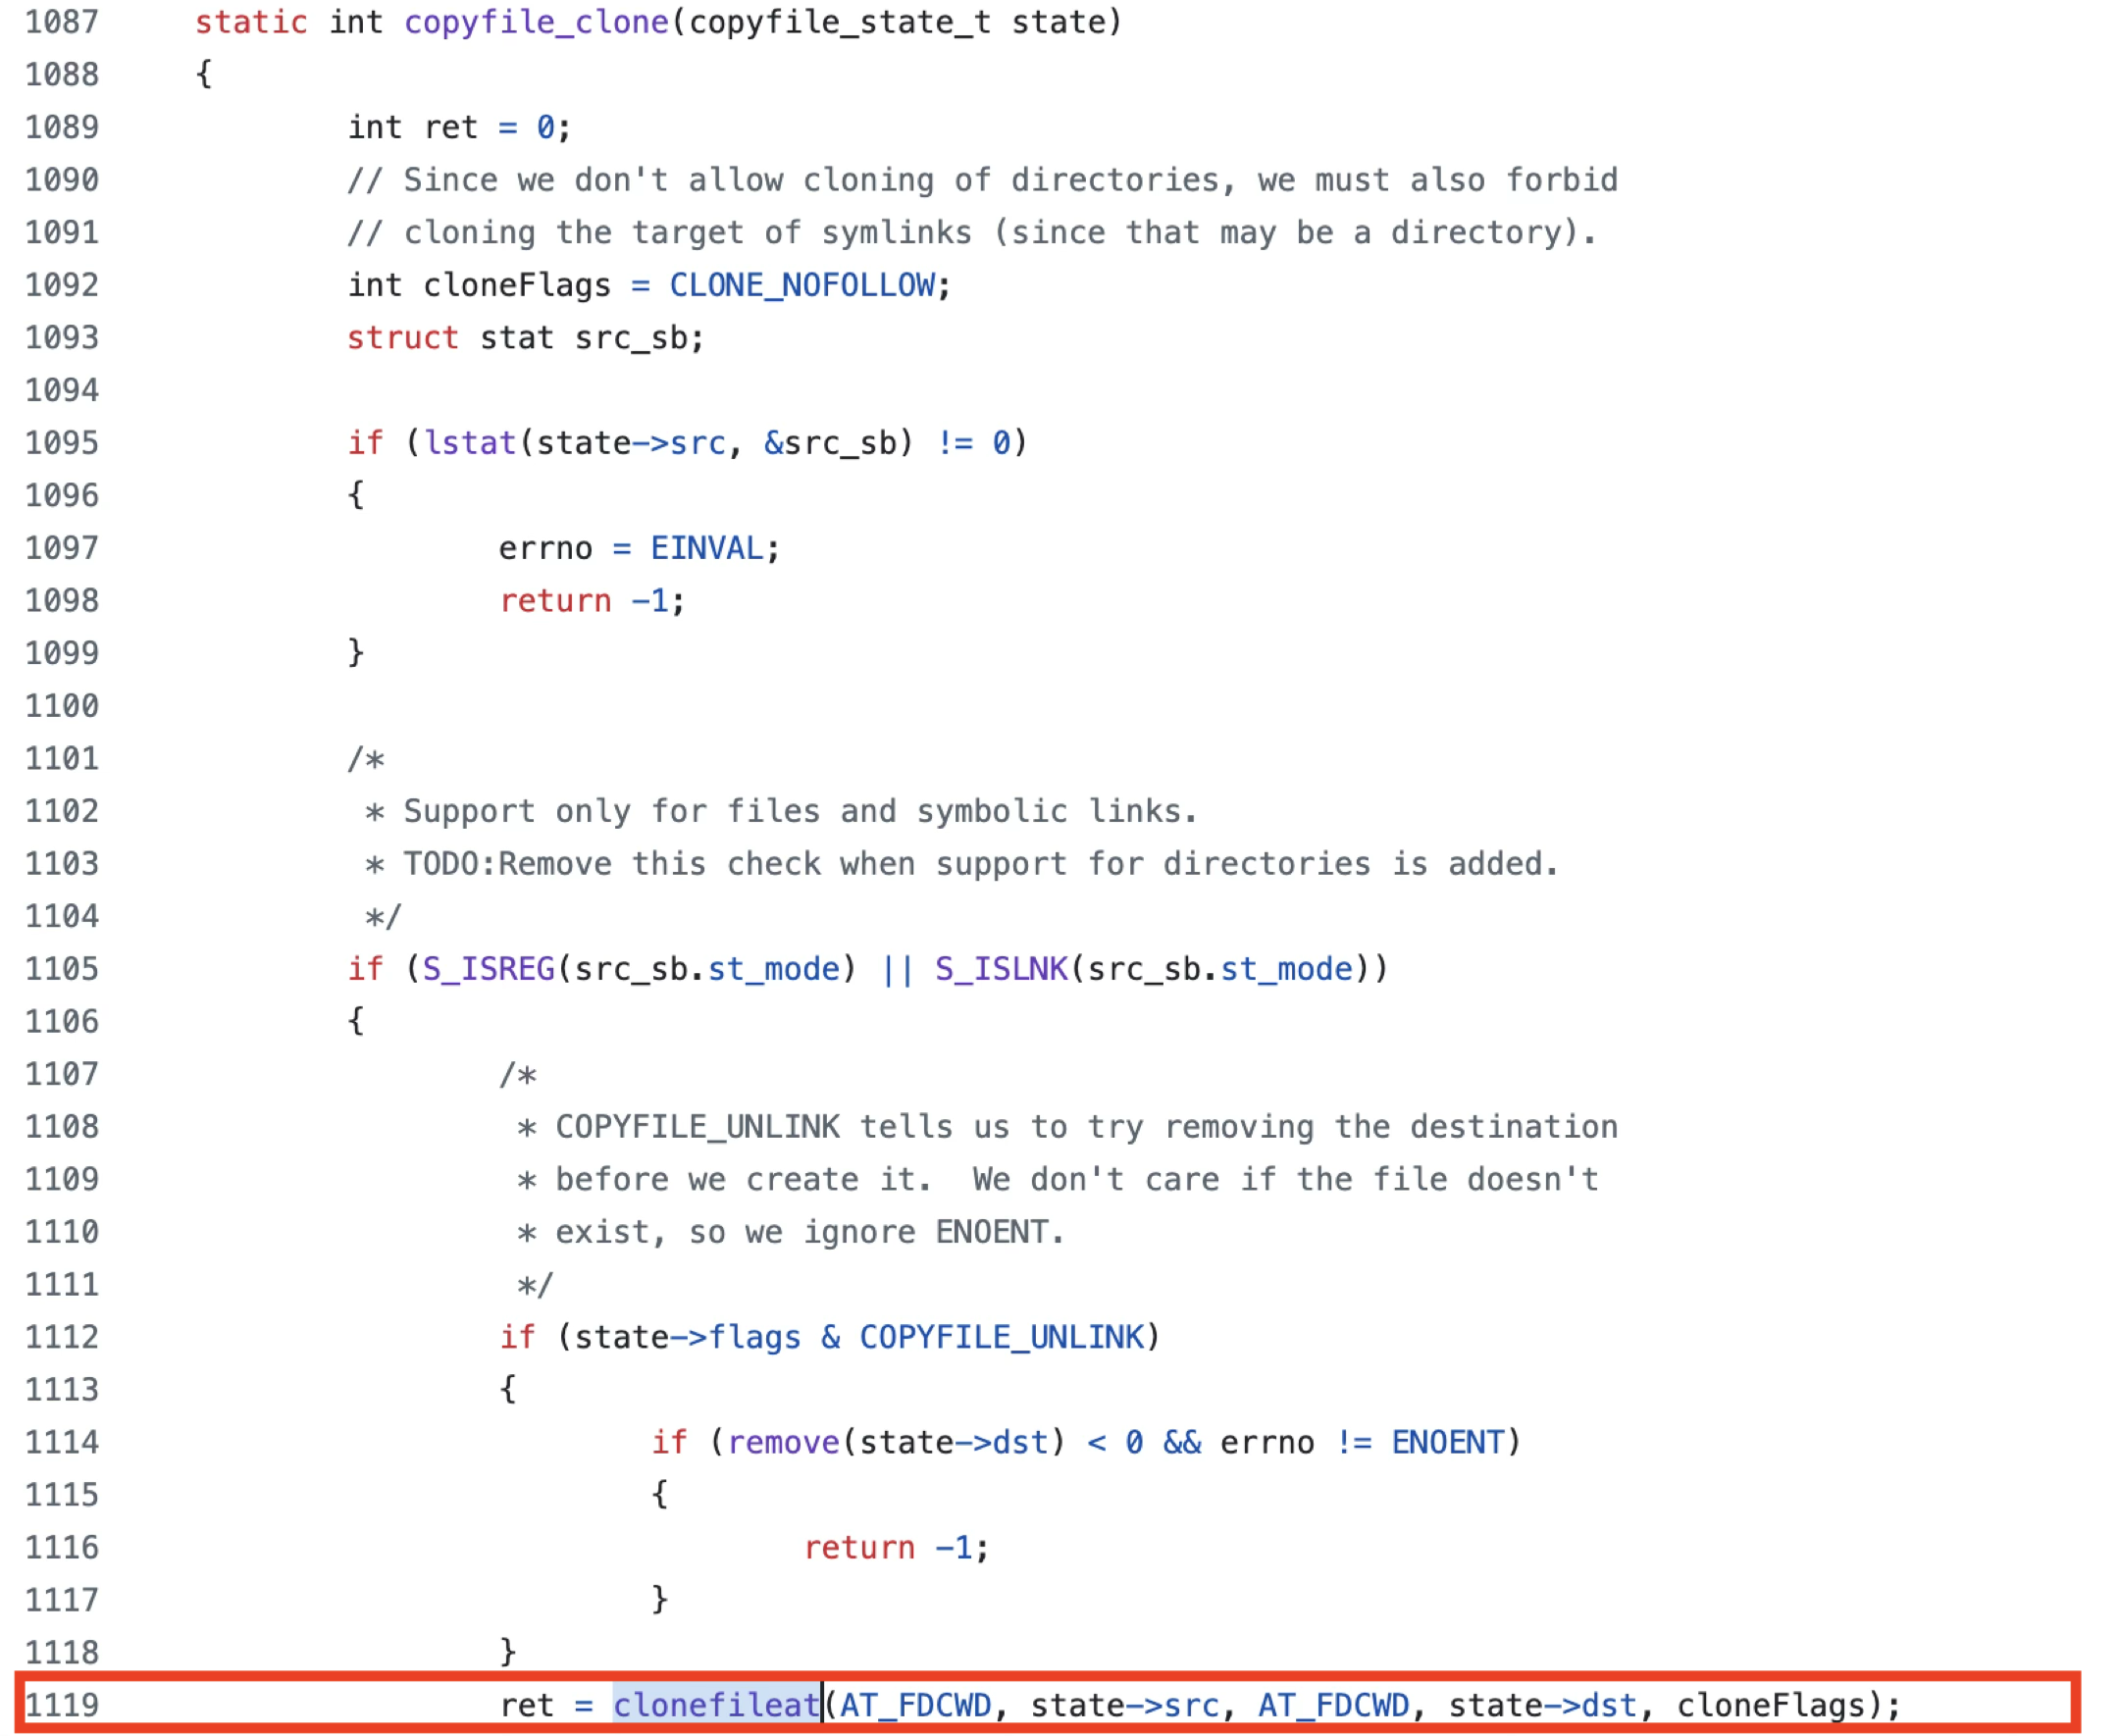 1087 static int copyfile_clone(copyfile_state_t state)
1088 {
1089 int ret = 0;
1090 // Since we don't allow cloning of directories, we must also forbid
1091 // cloning the target of symlinks (since that may be a directory).
1092 int cloneFlags = CLONE_NOFOLLOW;
1093 struct stat src_sb;
1094
1095 if (lstat(state->src, &src_sb) != 0)
1096 {
1097 errno = EINVAL;
1098 return -1;
1099 }
1100
1101 /*
1102 * Support only for files and symbolic links.
1103 * TODO:Remove this check when support for directories is added.
1104 */
1105 if (S_ISREG(src_sb.st_mode) || S_ISLNK(src_sb.st_mode))
1106 {
1107 /*
1108 * COPYFILE_UNLINK tells us to try removing the destination
1109 * before we create it.  We don't care if the file doesn't
1110 * exist, so we ignore ENOENT.
1111 */
1112 if (state->flags & COPYFILE_UNLINK)
1113 {
1114 if (remove(state->dst) < 0 && errno != ENOENT)
1115 {
1116 return -1;
1117 }
1118 }
1119 ret = clonefileat(AT_FDCWD, state->src, AT_FDCWD, state->dst, cloneFlags);